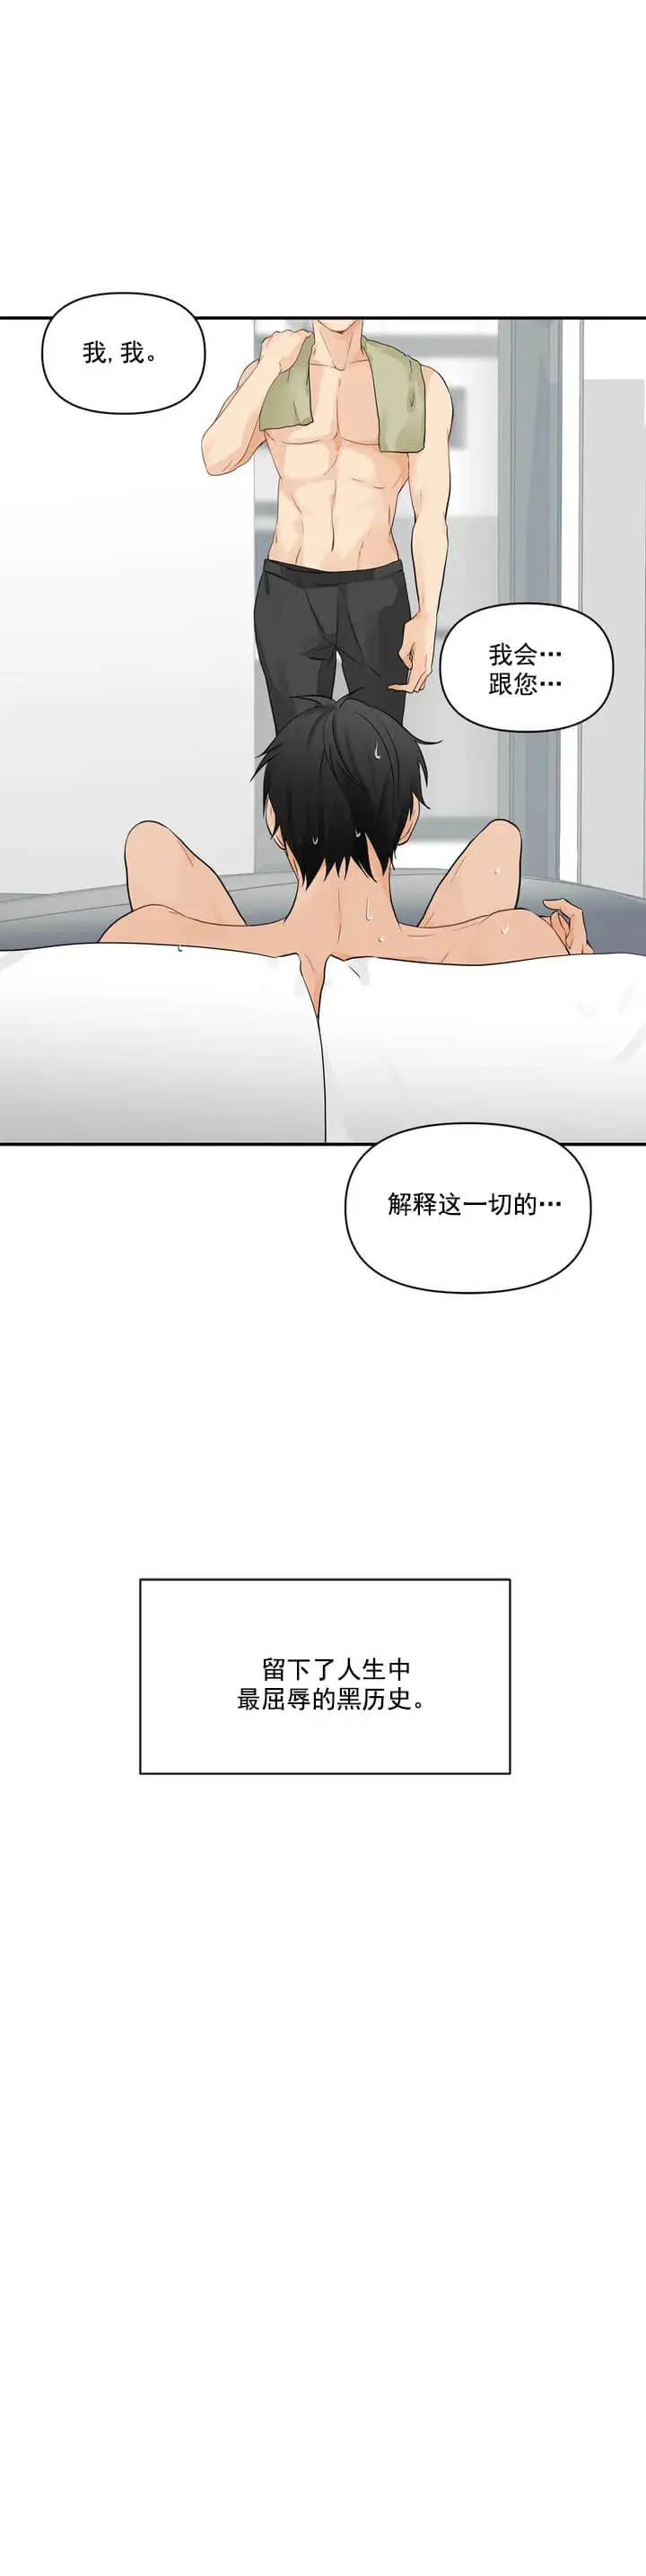 我,我。
我会…
跟您…
解释这一切的…
留下了人生中
最屈辱的黑历史。